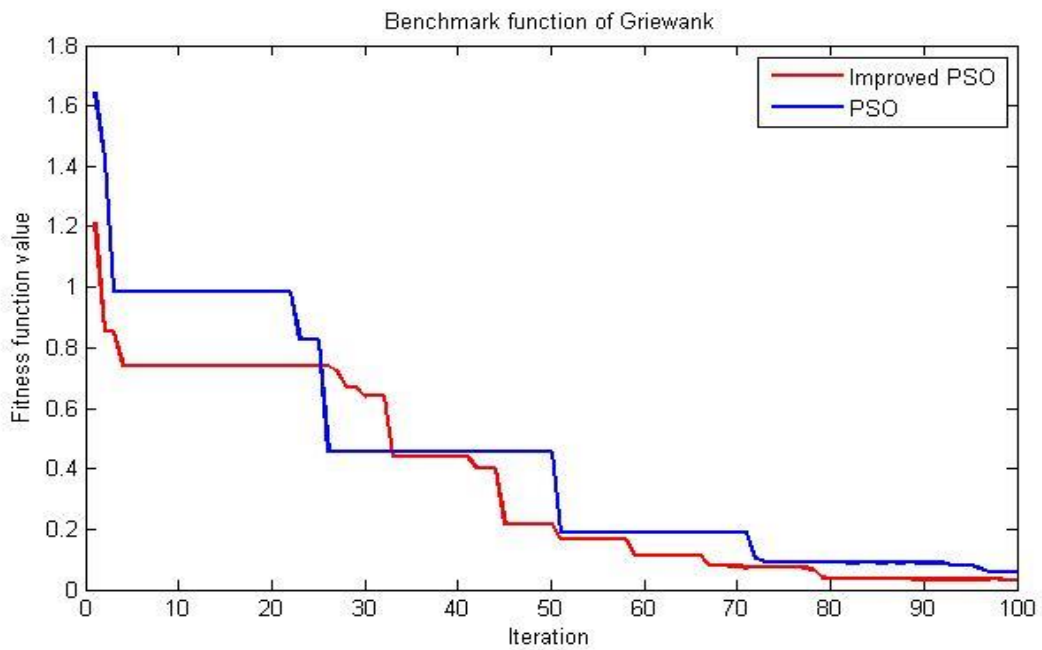 Benchmark function of Griewank
1.8
1.6
1.4
1.2
1
0.8
0.6
0.4
0.2
0
Fitness function value
Improved PSO
PSO
0 10 20 30 40 50 60 70 80 90 100
Iteration